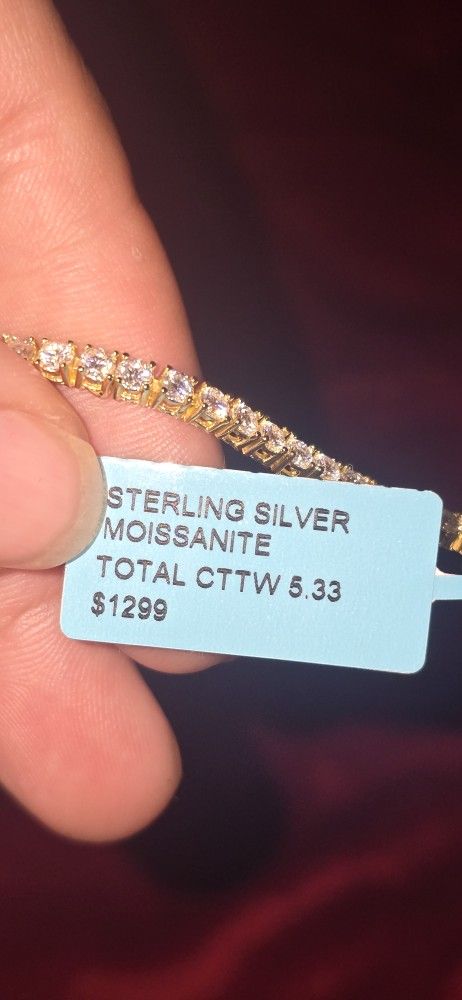 STERLING SILVER
MOISSANITE
TOTAL CTTW 5.33
$1299